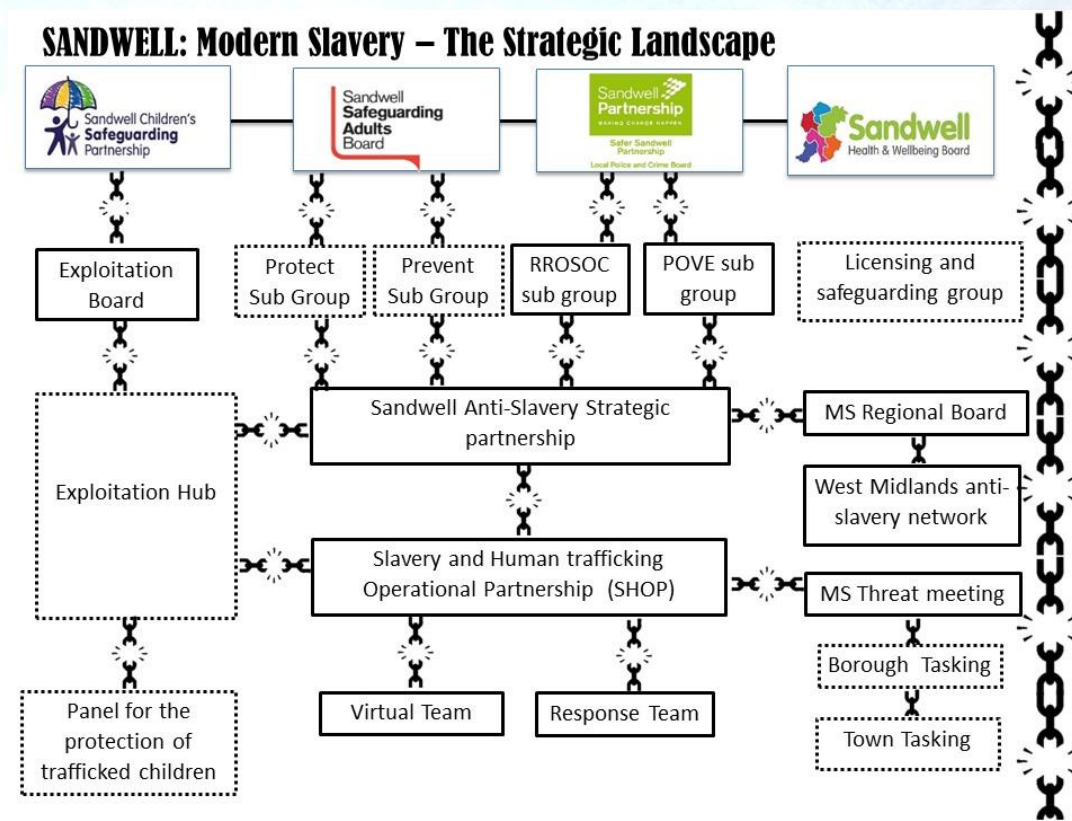 SANDWELL: Modern Slavery – The Strategic Landscape
Sandwell Children's
Safeguarding
Partnership
Sandwell
Safeguarding
Adults
Board
Sandwell
Partnership
MAKING CHANGE HAPPEN
Safer Sandwell
Partnership
Local Police and Crime Board
Sandwell
Health & Wellbeing Board
Exploitation
Board
Protect
Sub Group
Prevent
Sub Group
RROSOC
sub group
POVE sub
group
Licensing and
safeguarding group
Exploitation Hub
Sandwell Anti-Slavery Strategic
partnership
MS Regional Board
West Midlands anti-
slavery network
Slavery and Human trafficking
Operational Partnership (SHOP)
MS Threat meeting
Borough Tasking
Town Tasking
Panel for the
protection of
trafficked children
Virtual Team
Response Team